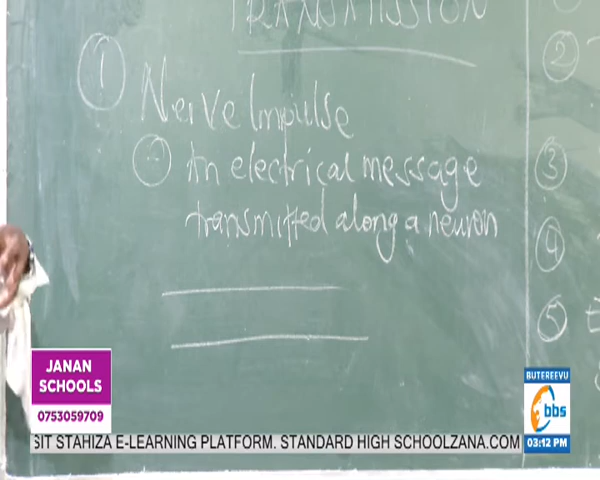 TRANSMISSION
1 Nerve Impulse
An electrical message
transmitted along a neuron
2
3
4
5
JANAN
SCHOOLS
0753059709
BUTEREEVU
bbs
03:12 PM
SIT STAHIZA E-LEARNING PLATFORM. STANDARD HIGH SCHOOLZANA.COM